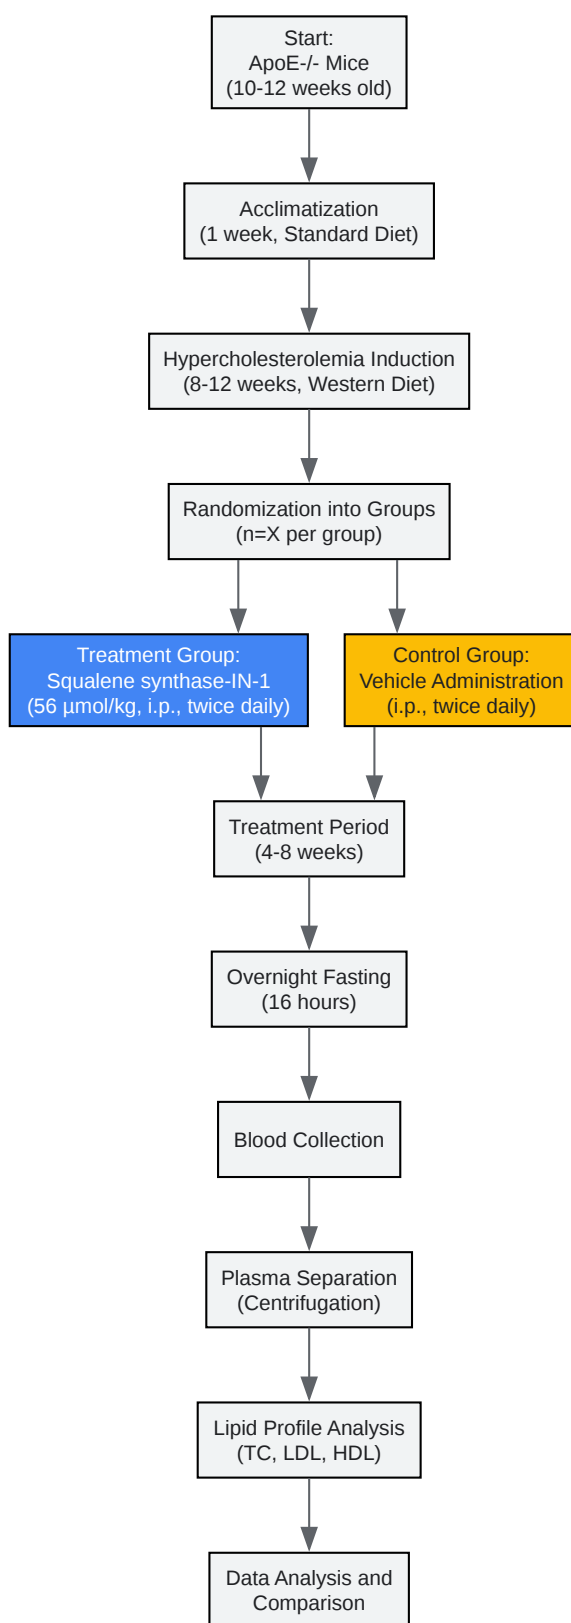 Start:
ApoE-/- Mice
(10-12 weeks old)
Acclimatization
(1 week, Standard Diet)
Hypercholesterolemia Induction
(8-12 weeks, Western Diet)
Randomization into Groups
(n=X per group)
Treatment Group:
Squalene synthase-IN-1
(56 µmol/kg, i.p., twice daily)
Control Group:
Vehicle Administration
(i.p., twice daily)
Treatment Period
(4-8 weeks)
Overnight Fasting
(16 hours)
Blood Collection
Plasma Separation
(Centrifugation)
Lipid Profile Analysis
(TC, LDL, HDL)
Data Analysis and
Comparison